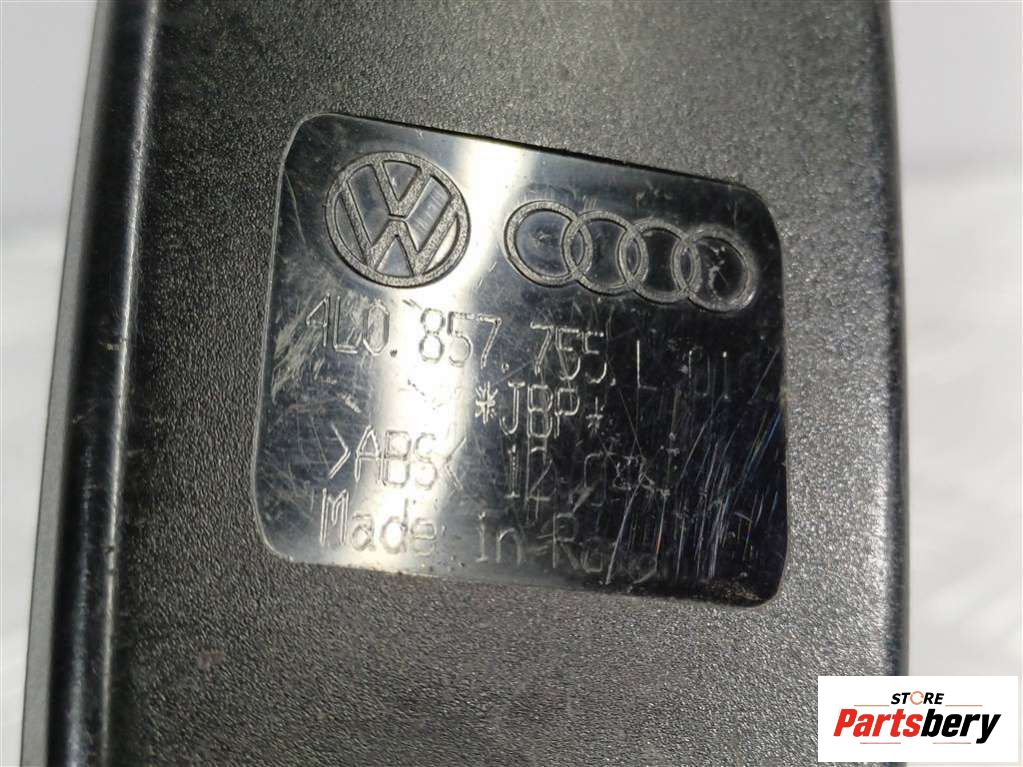 4L0.857.755.L
*JBP*
>ABS<
Made in
STORE
Partsbery